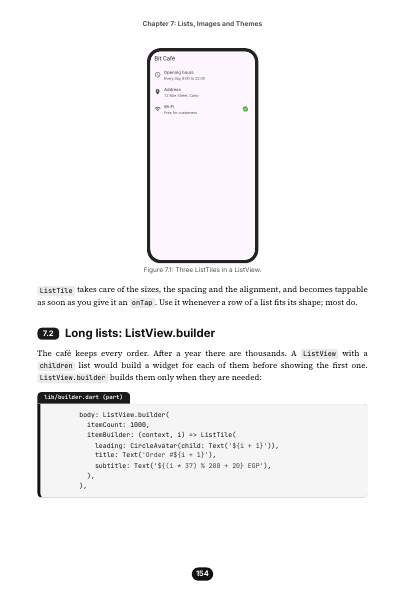 Chapter 7: Lists, Images and Themes
Bit Café
Opening hours
Every day, 8:00 to 23:00
Address
12 Nile Street, Cairo
Wi-Fi
Free for customers
Figure 7.1: Three ListTiles in a ListView.
ListTile takes care of the sizes, the spacing and the alignment, and becomes tappable
as soon as you give it an onTap. Use it whenever a row of a list fits its shape; most do.
7.2 Long lists: ListView.builder
The café keeps every order. After a year there are thousands. A ListView with a
children list would build a widget for each of them before showing the first one.
ListView.builder builds them only when they are needed:
lib/builder.dart (part)
body: ListView.builder(
itemCount: 1000,
itemBuilder: (context, i) => ListTile(
leading: CircleAvatar(child: Text('${i + 1}')),
title: Text('Order #${i + 1}'),
subtitle: Text('${(i * 37) % 280 + 20} EGP'),
),
),
154